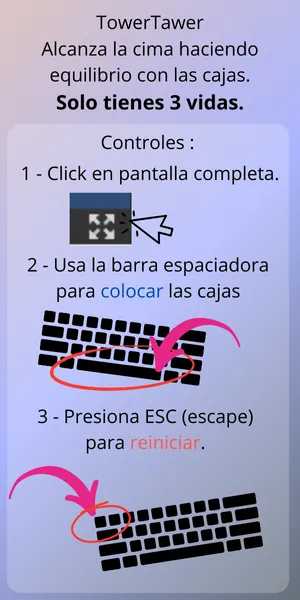 TowerTawer
Alcanza la cima haciendo
equilibrio con las cajas.
Solo tienes 3 vidas.
Controles :
1 - Click en pantalla completa.
2 - Usa la barra espaciadora
para colocar las cajas
3 - Presiona ESC (escape)
para reiniciar.